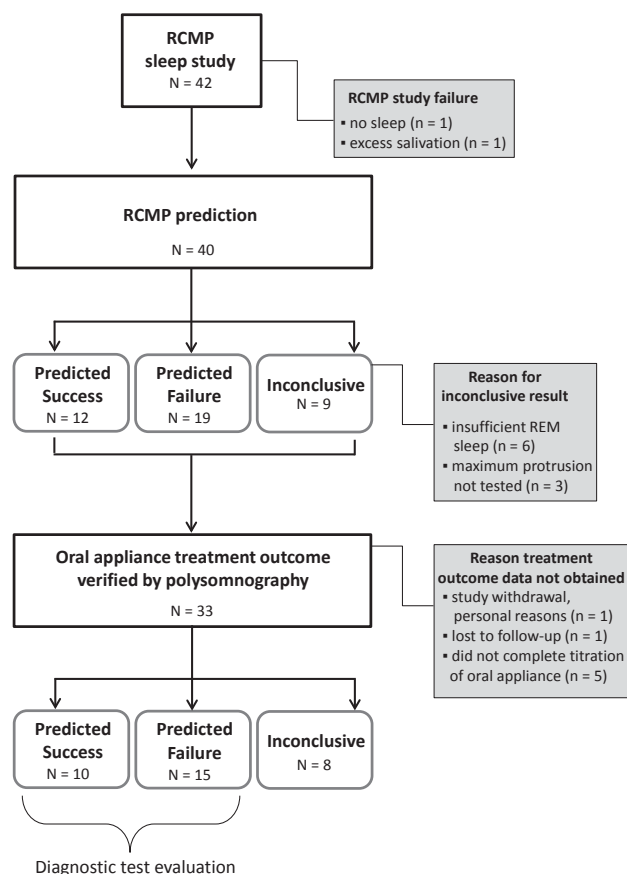 RCMP
sleep study
N = 42
RCMP study failure
▪ no sleep (n = 1)
▪ excess salivation (n = 1)
RCMP prediction
N = 40
Predicted
Success
N = 12
Predicted
Failure
N = 19
Inconclusive
N = 9
Reason for
inconclusive result
▪ insufficient REM
sleep (n = 6)
▪ maximum protrusion
not tested (n = 3)
Oral appliance treatment outcome
verified by polysomnography
N = 33
Reason treatment
outcome data not obtained
▪ study withdrawal,
personal reasons (n = 1)
▪ lost to follow-up (n = 1)
▪ did not complete titration
of oral appliance (n = 5)
Predicted
Success
N = 10
Predicted
Failure
N = 15
Inconclusive
N = 8
Diagnostic test evaluation